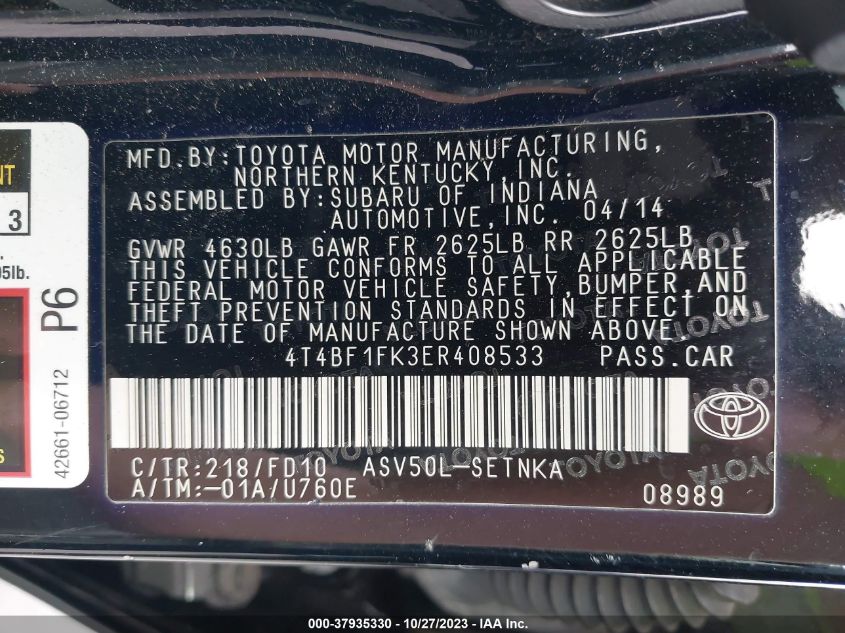 NT
3
.
05lb.
P6
42661-06712
S
MFD.BY:TOYOTA MOTOR MANUFACTURING,
NORTHERN KENTUCKY,INC.
ASSEMBLED BY:SUBARU OF INDIANA
AUTOMOTIVE,INC. 04/14
GVWR 4630LB GAWR FR 2625LB RR 2625LB
THIS VEHICLE CONFORMS TO ALL APPLICABLE
FEDERAL MOTOR VEHICLE SAFETY,BUMPER,AND
THEFT PREVENTION STANDARDS IN EFFECT ON
THE DATE OF MANUFACTURE SHOWN ABOVE.
4T4BF1FK3ER408533 PASS.CAR
C/TR:218/FD10 ASV50L-SETNKA
A/TM:-01A/U760E 08989
000-37935330 - 10/27/2023 - IAA Inc.